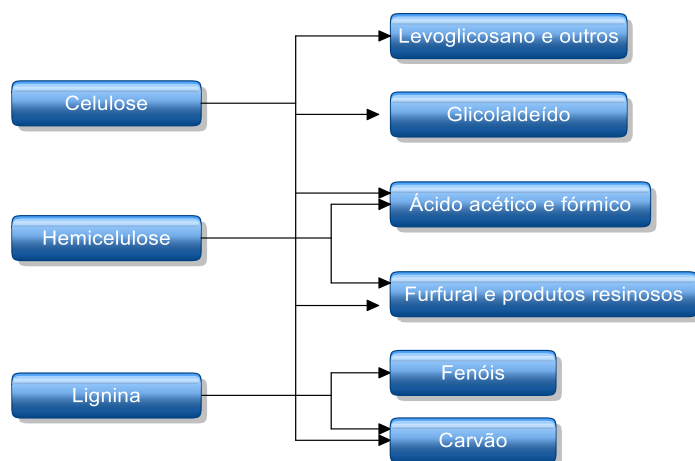 Levoglicosano e outros
Celulose
Glicolaldeído
Ácido acético e fórmico
Hemicelulose
Furfural e produtos resinosos
Fenóis
Lignina
Carvão